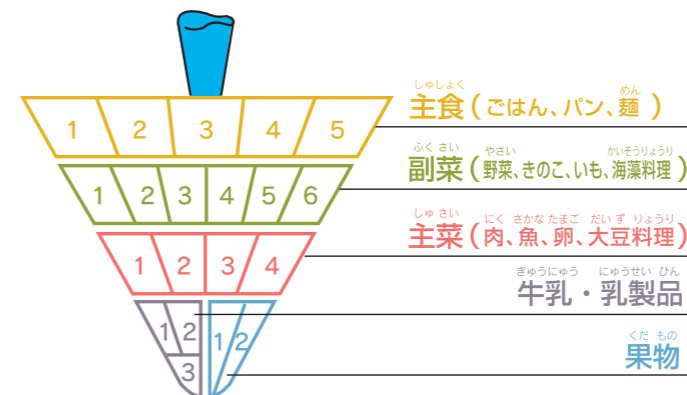 しゅしょく めん
主食(ごはん、パン、麺)
1 2 3 4 5
ふくさい やさい かいそうりょうり
副菜(野菜、きのこ、いも、海藻料理)
1 2 3 4 5 6
しゅさい にく さかな たまご だいず りょうり
主菜(肉、魚、卵、大豆料理)
1 2 3 4
ぎゅうにゅう にゅうせいひん
牛乳・乳製品
1 2
3
くだもの
果物
1 2